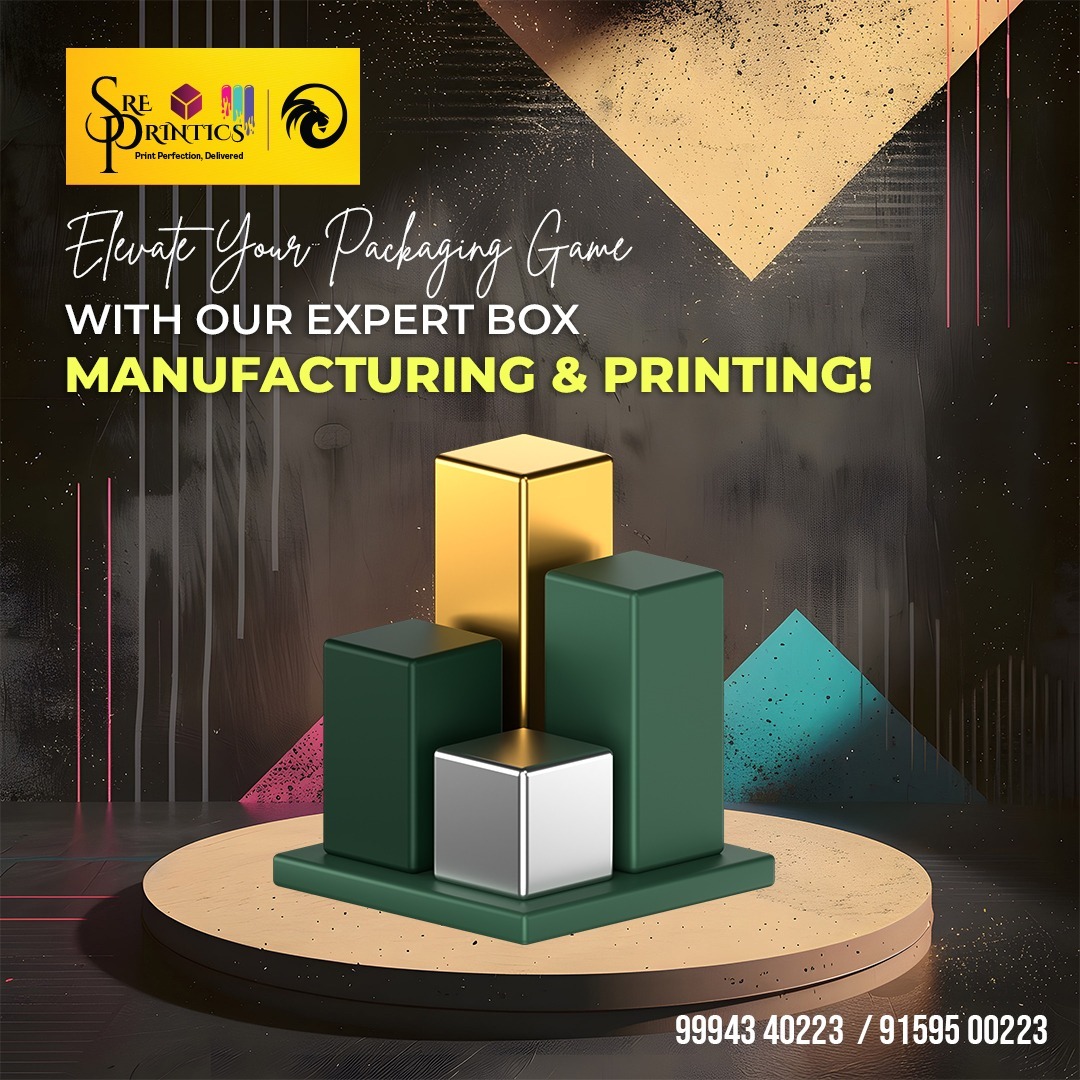 SRE
PRINTICS
Print Perfection, Delivered
Elevate Your Packaging Game
WITH OUR EXPERT BOX
MANUFACTURING & PRINTING!
99943 40223 / 91595 00223